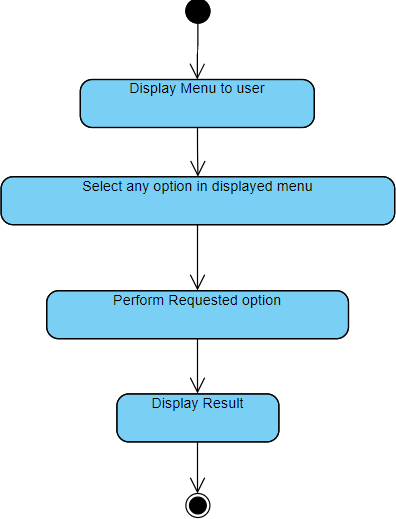 Display Menu to user
Select any option in displayed menu
Perform Requested option
Display Result